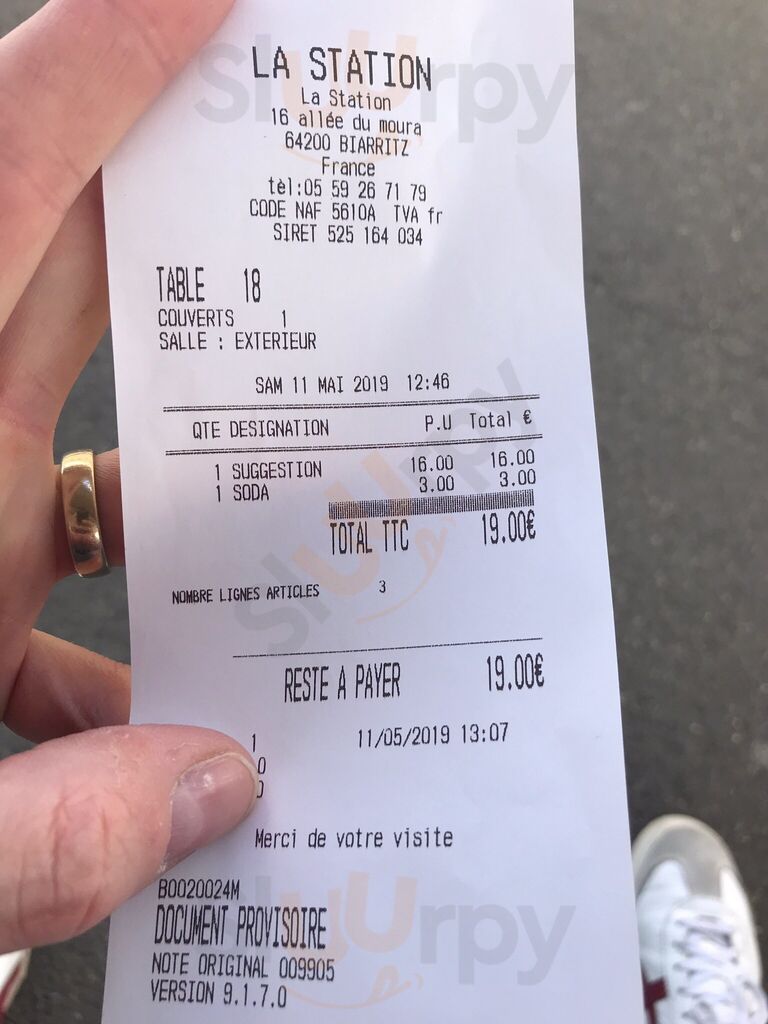 LA STATION
La Station
16 allée du moura
64200 BIARRITZ
France
tèl:05 59 26 71 79
CODE NAF 5610A TVA fr
SIRET 525 164 034
TABLE 18
COUVERTS 1
SALLE : EXTERIEUR
SAM 11 MAI 2019 12:46
QTE DESIGNATION P.U Total €
1 SUGGESTION 16.00 16.00
1 SODA 3.00 3.00
TOTAL TTC 19.00€
NOMBRE LIGNES ARTICLES 3
RESTE A PAYER 19.00€
1 11/05/2019 13:07
0
Merci de votre visite
B0020024M
DOCUMENT PROVISOIRE
NOTE ORIGINAL 009905
VERSION 9.1.7.0
Slurpy
Slurpy
Slurpy